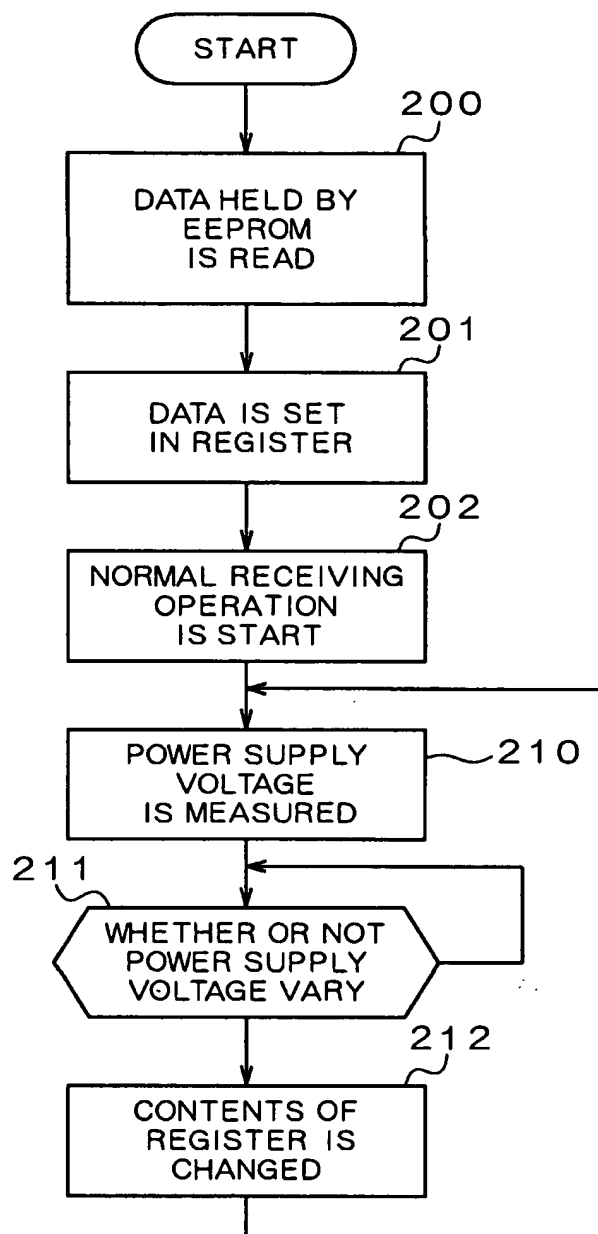 START
200
DATA HELD BY
EEPROM
IS READ
201
DATA IS SET
IN REGISTER
202
NORMAL RECEIVING
OPERATION
IS START
POWER SUPPLY
VOLTAGE
IS MEASURED
210
211
WHETHER OR NOT
POWER SUPPLY
VOLTAGE VARY
212
CONTENTS OF
REGISTER IS
CHANGED